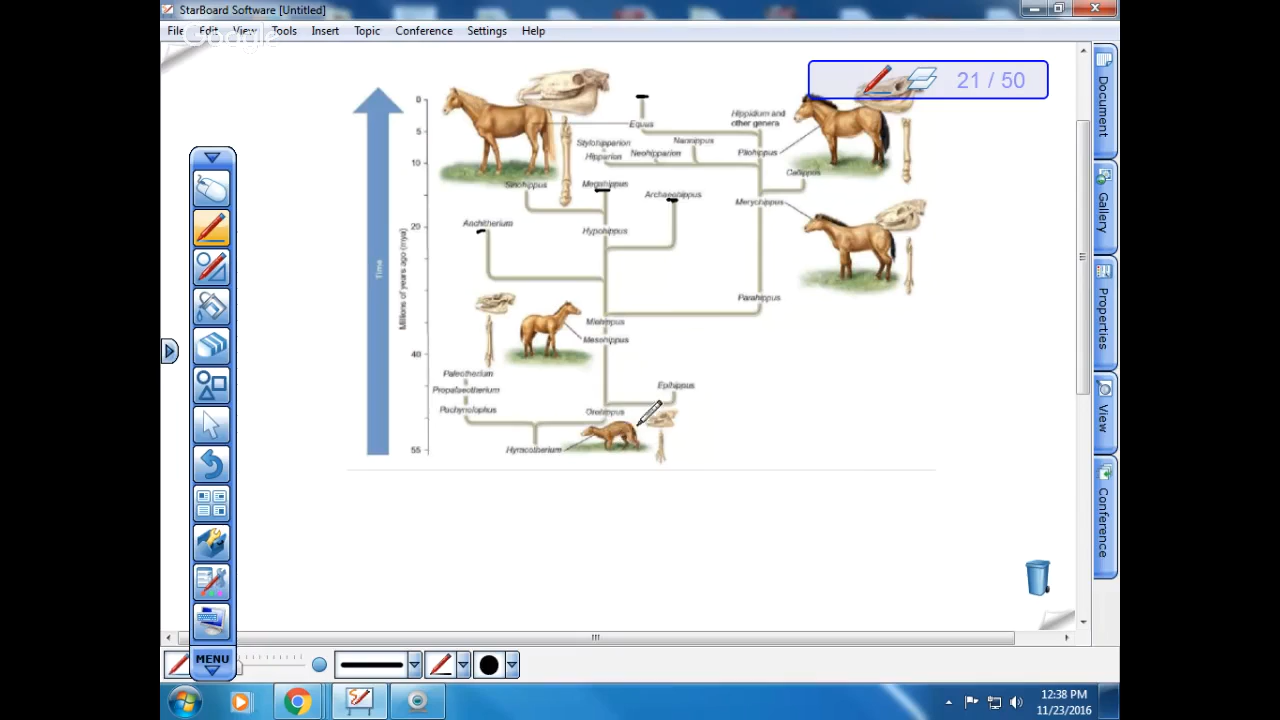 StarBoard Software [Untitled]
File Edit View Tools Insert Topic Conference Settings Help
Google
21 / 50
0
5
10
20
40
55
Time
Millions of years ago (mya)
Equus
Hippidium and
other genera
Stylohipparion
Nannippus
Hipparion
Neohipparion
Pliohippus
Sinohippus
Megahippus
Archaeohippus
Callippus
Merychippus
Anchitherium
Hypohippus
Parahippus
Miohippus
Mesohippus
Paleotherium
Propalaeotherium
Pachynolophus
Epihippus
Orohippus
Hyracotherium
Document
Gallery
Properties
View
Conference
MENU
12:38 PM
11/23/2016